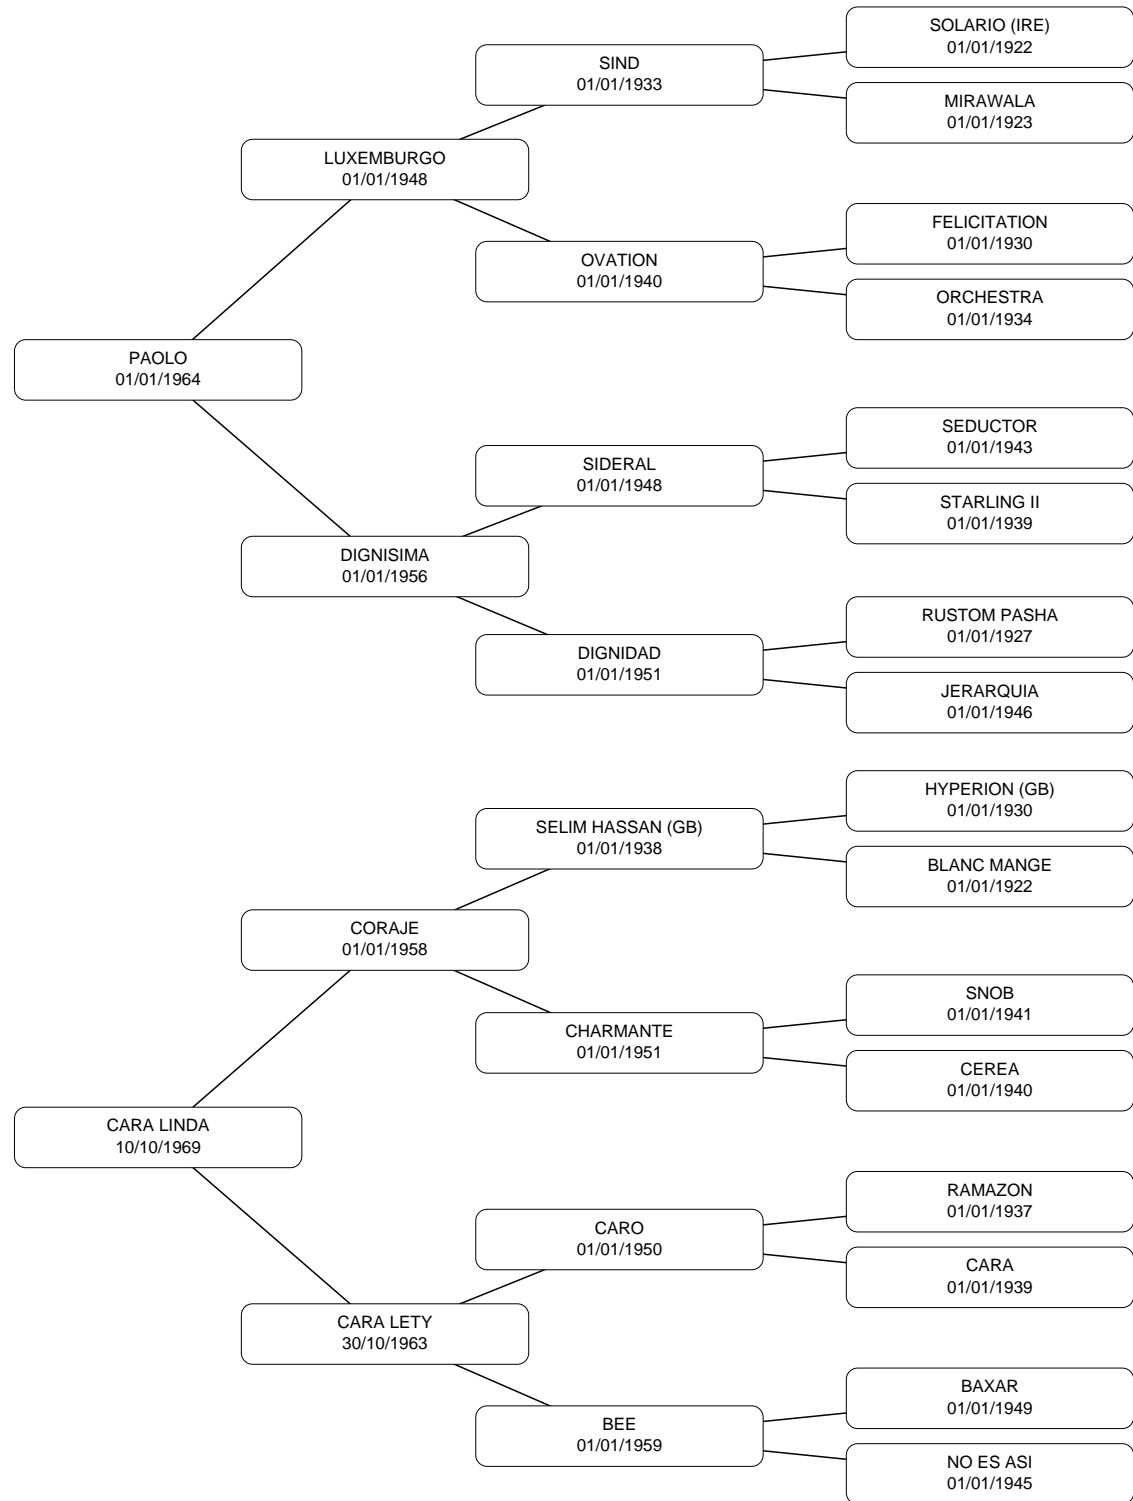 SOLARIO (IRE)
01/01/1922
SIND
01/01/1933
MIRAWALA
01/01/1923
LUXEMBURGO
01/01/1948
FELICITATION
01/01/1930
OVATION
01/01/1940
ORCHESTRA
01/01/1934
PAOLO
01/01/1964
SEDUCTOR
01/01/1943
SIDERAL
01/01/1948
STARLING II
01/01/1939
DIGNISIMA
01/01/1956
RUSTOM PASHA
01/01/1927
DIGNIDAD
01/01/1951
JERARQUIA
01/01/1946
HYPERION (GB)
01/01/1930
SELIM HASSAN (GB)
01/01/1938
BLANC MANGE
01/01/1922
CORAJE
01/01/1958
SNOB
01/01/1941
CHARMANTE
01/01/1951
CEREA
01/01/1940
CARA LINDA
10/10/1969
RAMAZON
01/01/1937
CARO
01/01/1950
CARA
01/01/1939
CARA LETY
30/10/1963
BAXAR
01/01/1949
BEE
01/01/1959
NO ES ASI
01/01/1945